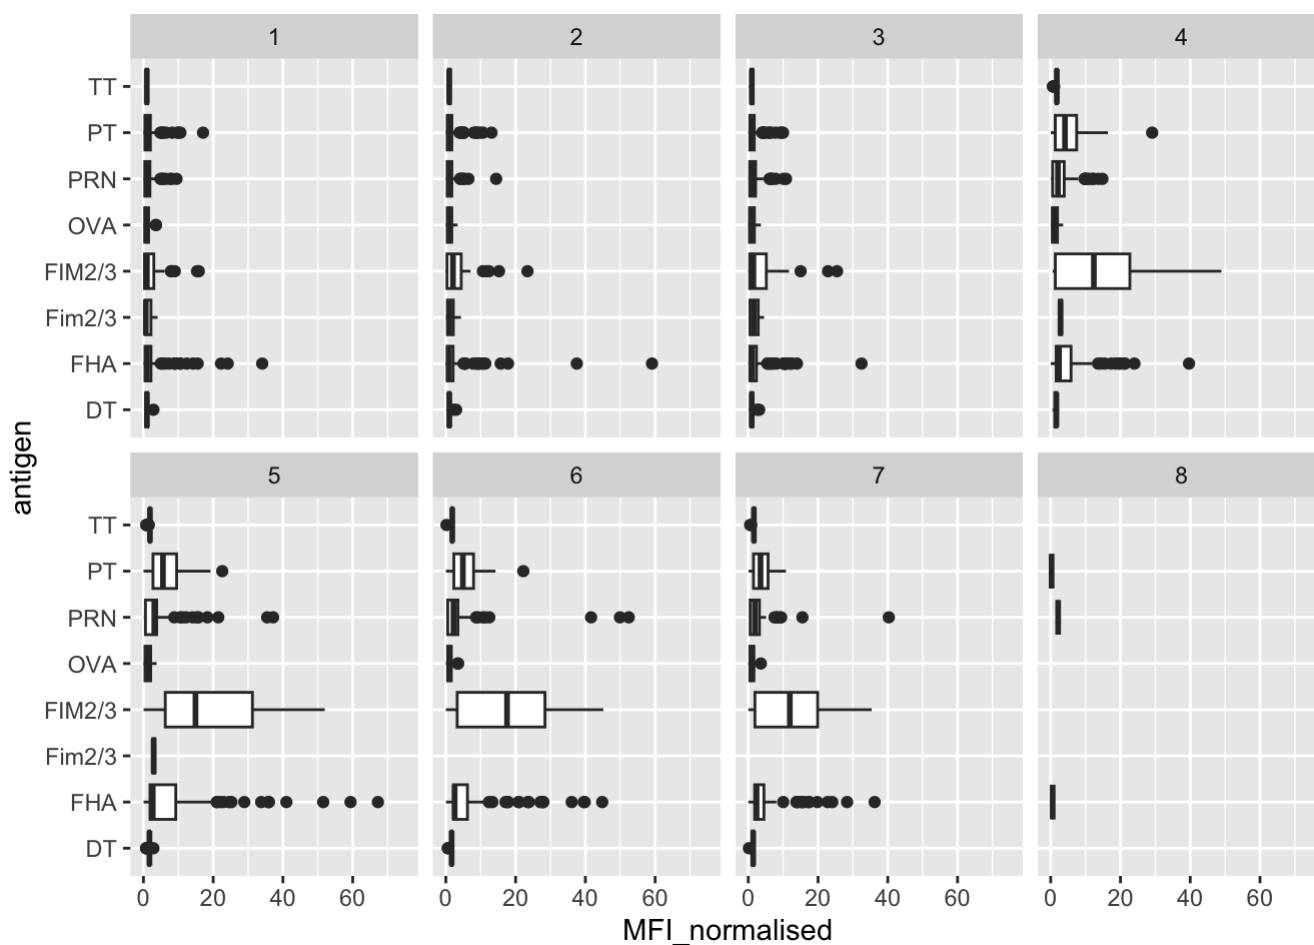 1 2 3 4
TT
PT
PRN
OVA
FIM2/3
Fim2/3
FHA
DT
antigen
5 6 7 8
TT
PT
PRN
OVA
FIM2/3
Fim2/3
FHA
DT
0 20 40 60 0 20 40 60 0 20 40 60 0 20 40 60
MFI_normalised